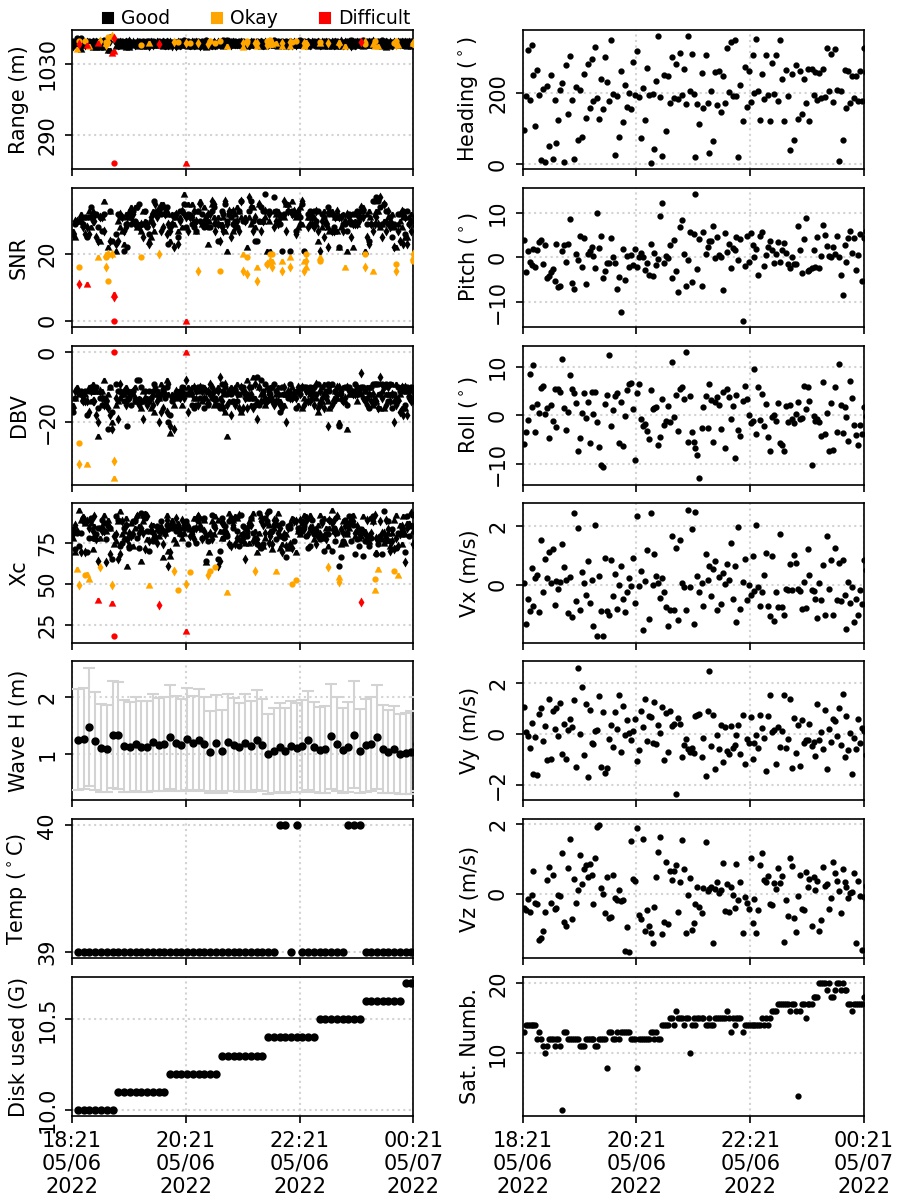 Good Okay Difficult
Range (m)
1030
290
Heading (°)
200
0
SNR
20
0
Pitch (°)
10
0
−10
DBV
0
−20
Roll (°)
10
0
−10
Xc
75
50
25
Vx (m/s)
2
0
Wave H (m)
2
1
Vy (m/s)
2
0
−2
Temp (°C)
40
39
Vz (m/s)
2
0
Disk used (G)
10.5
10.0
Sat. Numb.
20
10
18:21 20:21 22:21 00:21
05/06 05/06 05/06 05/07
2022 2022 2022 2022
18:21 20:21 22:21 00:21
05/06 05/06 05/06 05/07
2022 2022 2022 2022